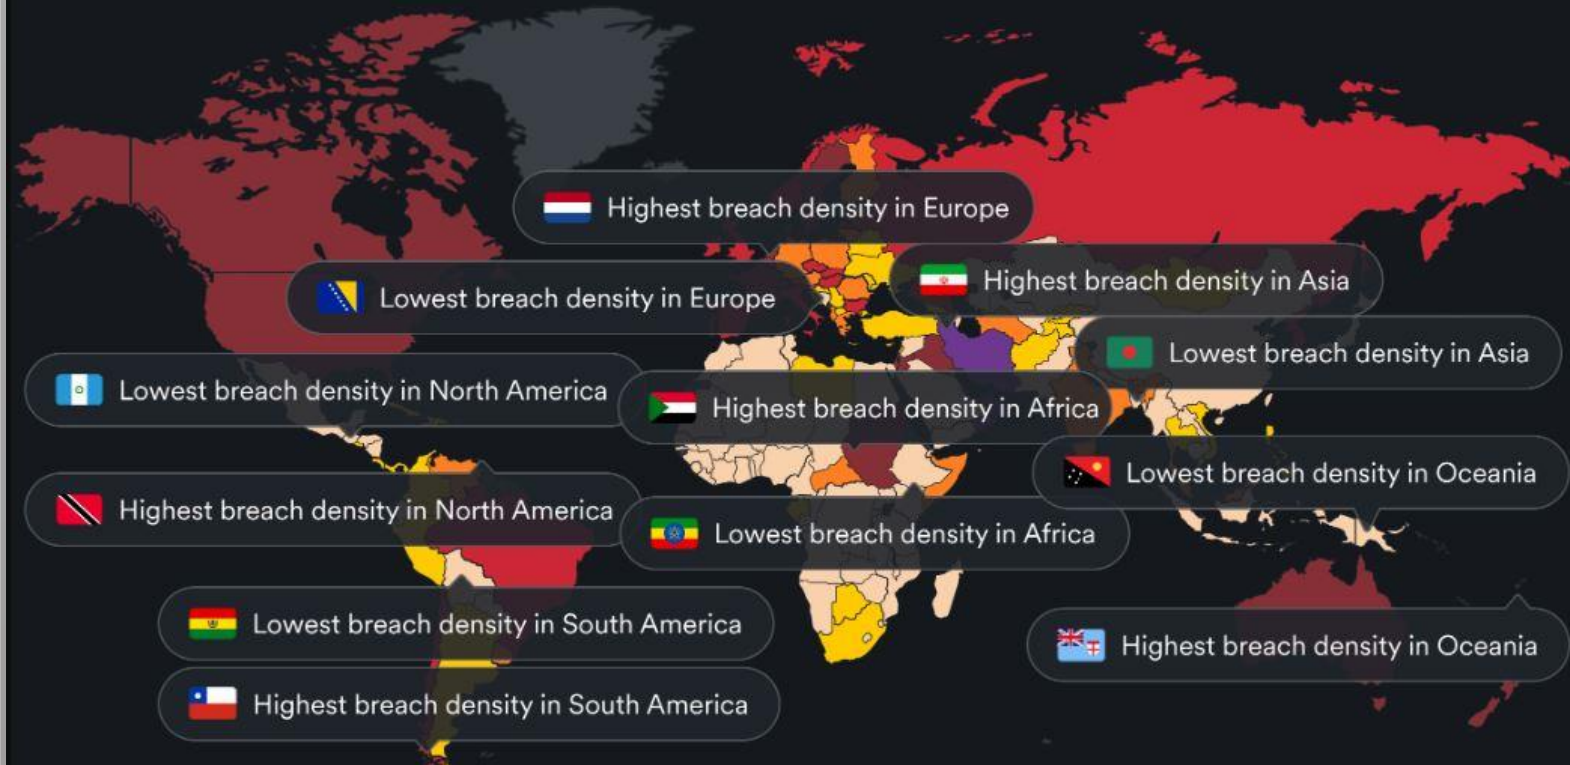 Highest breach density in Europe
Highest breach density in Asia
Lowest breach density in Europe
Lowest breach density in Asia
Lowest breach density in North America
Highest breach density in Africa
Lowest breach density in Oceania
Highest breach density in North America
Lowest breach density in Africa
Lowest breach density in South America
Highest breach density in Oceania
Highest breach density in South America